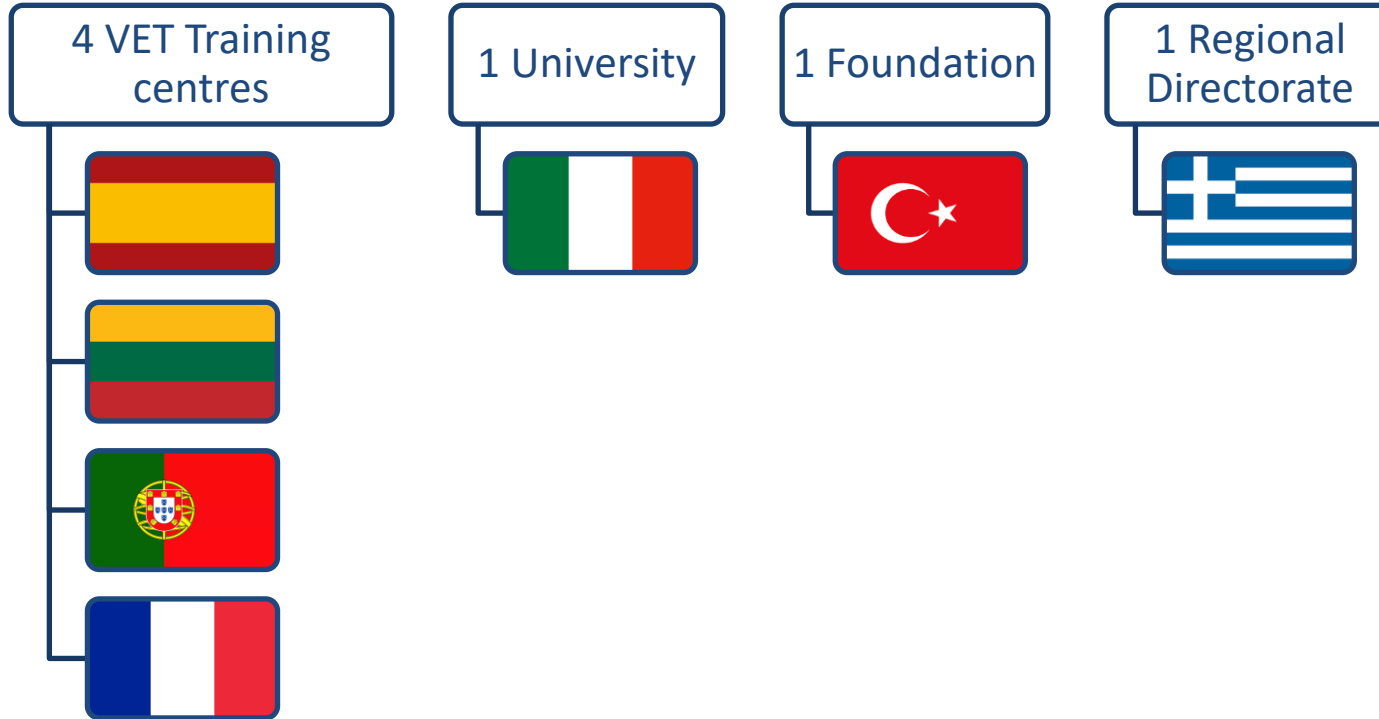 4 VET Training
centres
1 University
1 Foundation
1 Regional
Directorate